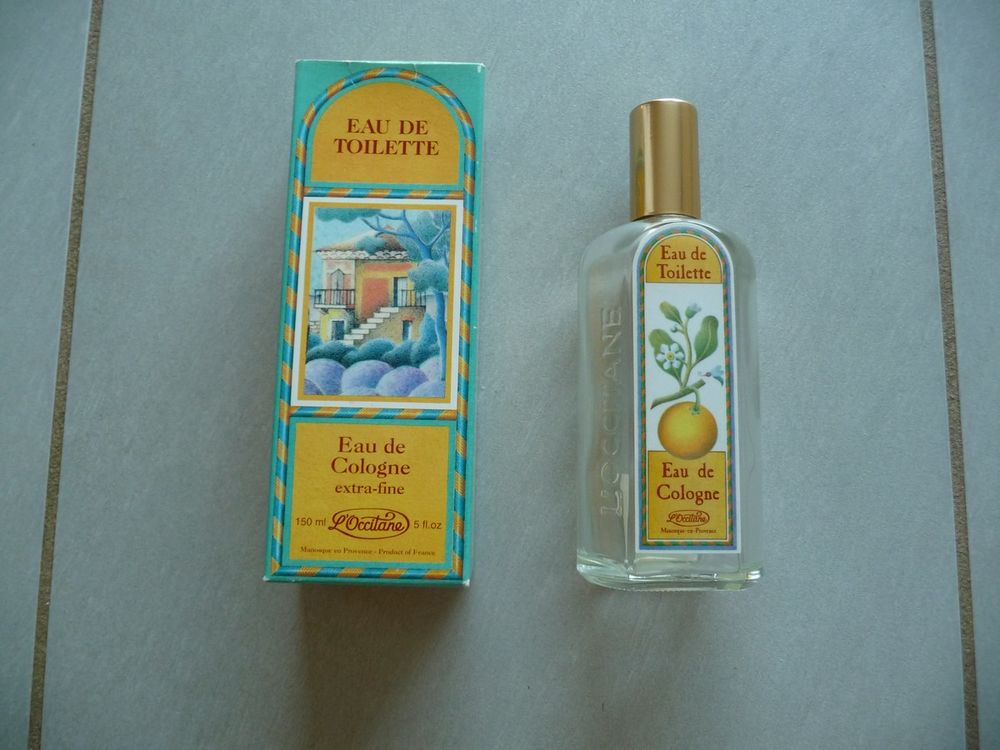 EAU DE
TOILETTE
Eau de
Cologne
extra-fine
150 ml L'Occitane 5 fl.oz
Manosque en Provence - Product of France
L'OCCITANE
Eau de
Toilette
Eau de
Cologne
L'Occitane
Manosque en Provence